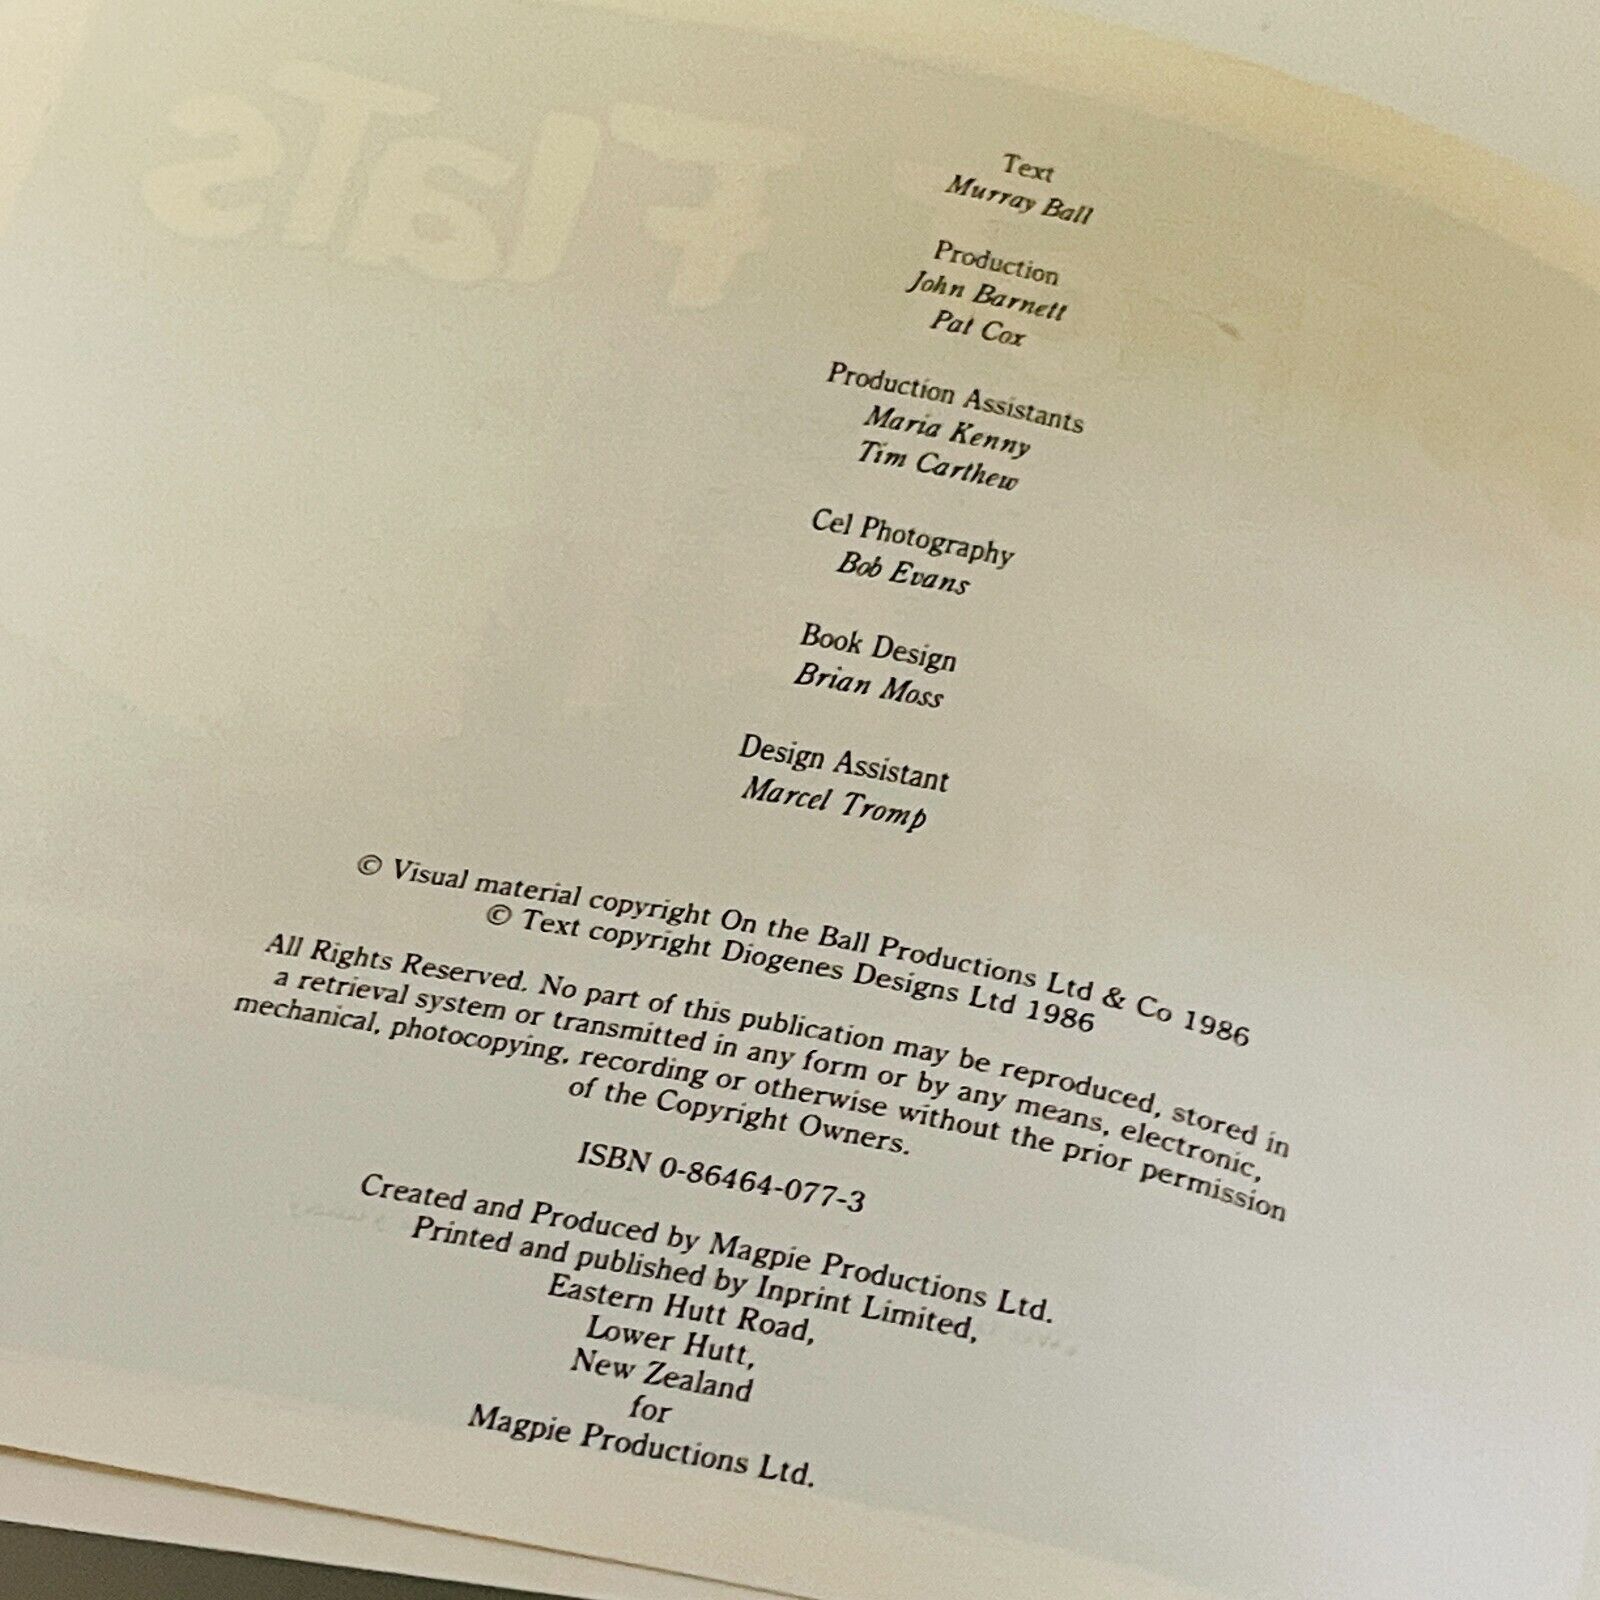 Text
Murray Ball
Production
John Barnett
Pat Cox
Production Assistants
Maria Kenny
Tim Carthew
Cel Photography
Bob Evans
Book Design
Brian Moss
Design Assistant
Marcel Tromp
© Visual material copyright On the Ball Productions Ltd & Co 1986
© Text copyright Diogenes Designs Ltd 1986
All Rights Reserved. No part of this publication may be reproduced, stored in
a retrieval system or transmitted in any form or by any means, electronic,
mechanical, photocopying, recording or otherwise without the prior permission
of the Copyright Owners.
ISBN 0-86464-077-3
Created and Produced by Magpie Productions Ltd.
Printed and published by Inprint Limited,
Eastern Hutt Road,
Lower Hutt,
New Zealand
for
Magpie Productions Ltd.
FlaTS